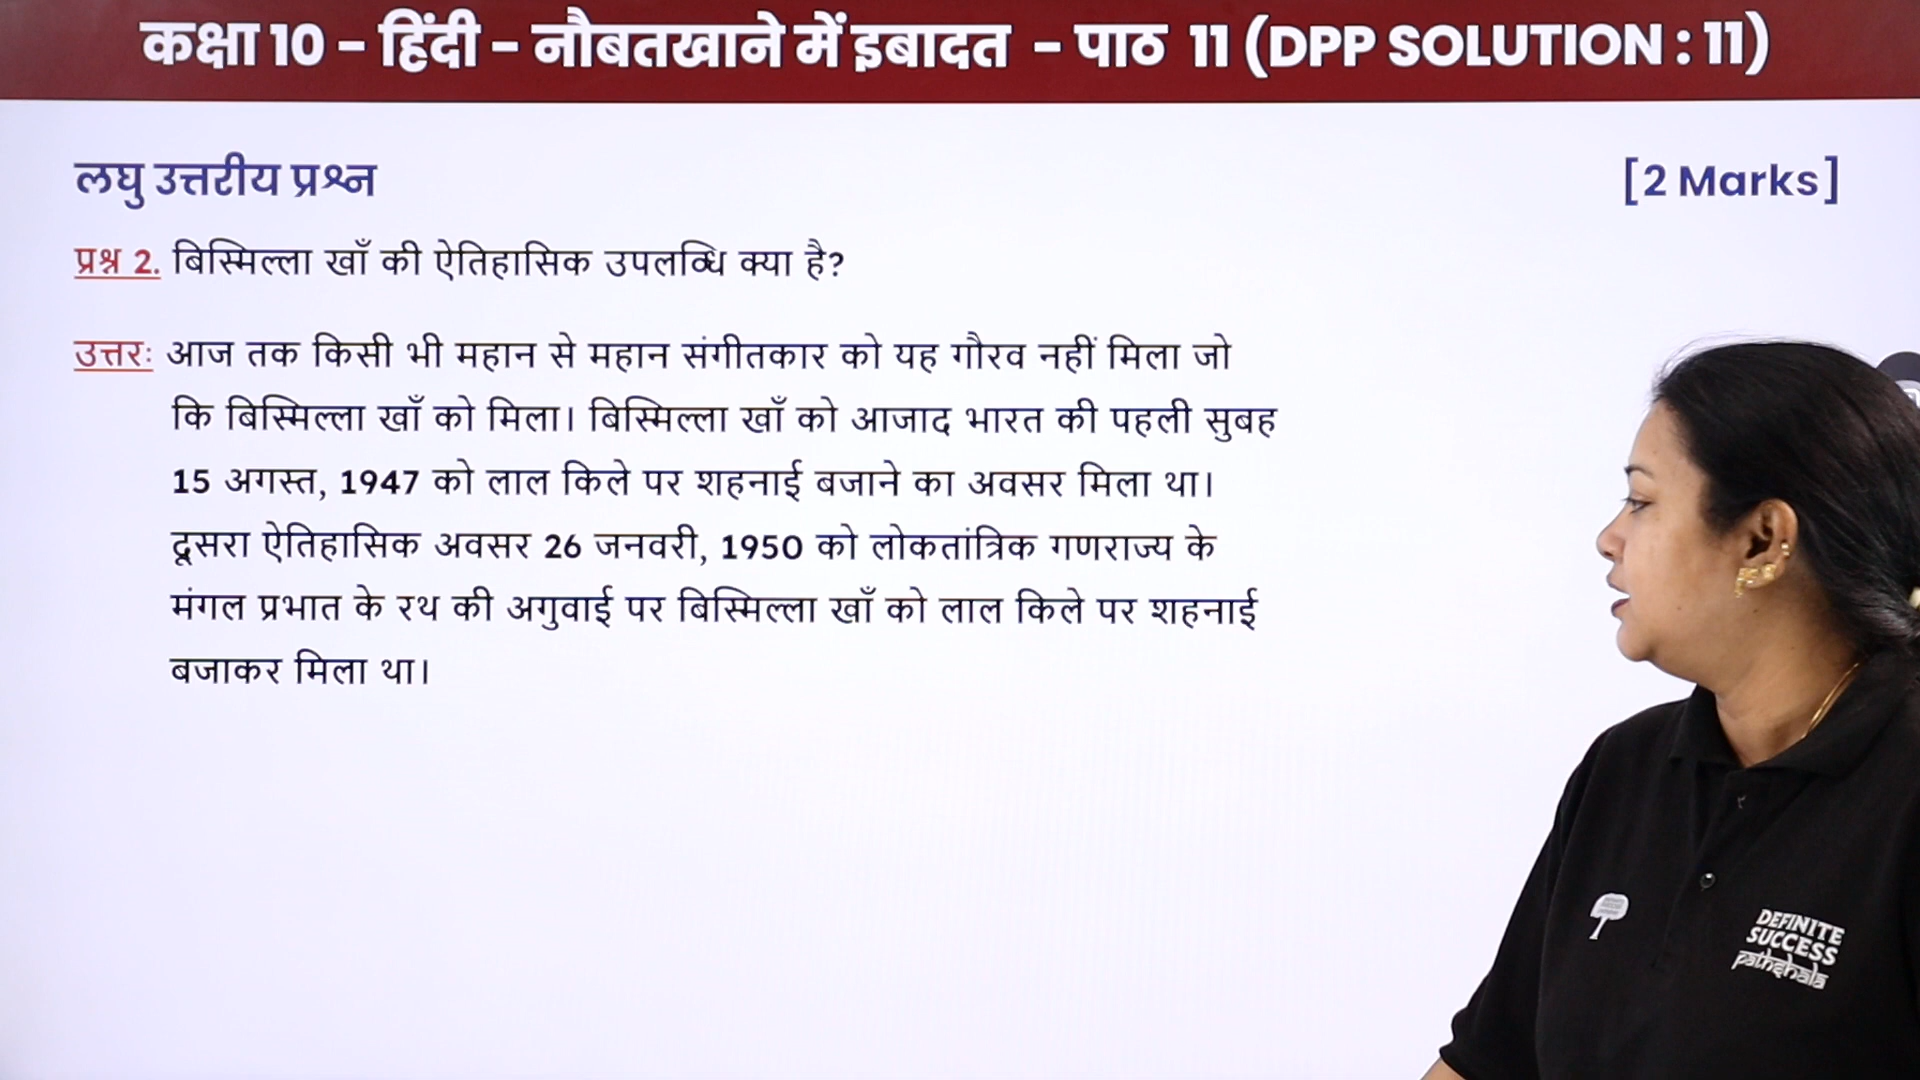 कक्षा 10 – हिंदी – नौबतखाने में इबादत – पाठ 11 (DPP SOLUTION : 11)
लघु उत्तरीय प्रश्न [2 Marks]
प्रश्न 2. बिस्मिल्ला खाँ की ऐतिहासिक उपलब्धि क्या है?
उत्तरः आज तक किसी भी महान से महान संगीतकार को यह गौरव नहीं मिला जो
कि बिस्मिल्ला खाँ को मिला। बिस्मिल्ला खाँ को आजाद भारत की पहली सुबह
15 अगस्त, 1947 को लाल किले पर शहनाई बजाने का अवसर मिला था।
दूसरा ऐतिहासिक अवसर 26 जनवरी, 1950 को लोकतांत्रिक गणराज्य के
मंगल प्रभात के रथ की अगुवाई पर बिस्मिल्ला खाँ को लाल किले पर शहनाई
बजाकर मिला था।
DEFINITE
SUCCESS
pathshala